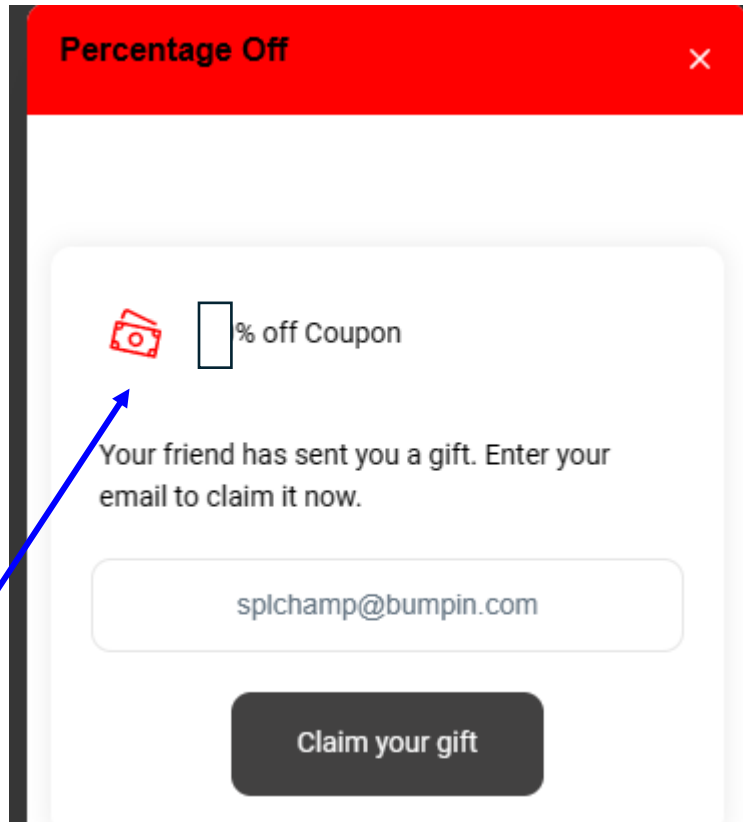 Percentage Off
% off Coupon
Your friend has sent you a gift. Enter your
email to claim it now.
splchamp@bumpin.com
Claim your gift